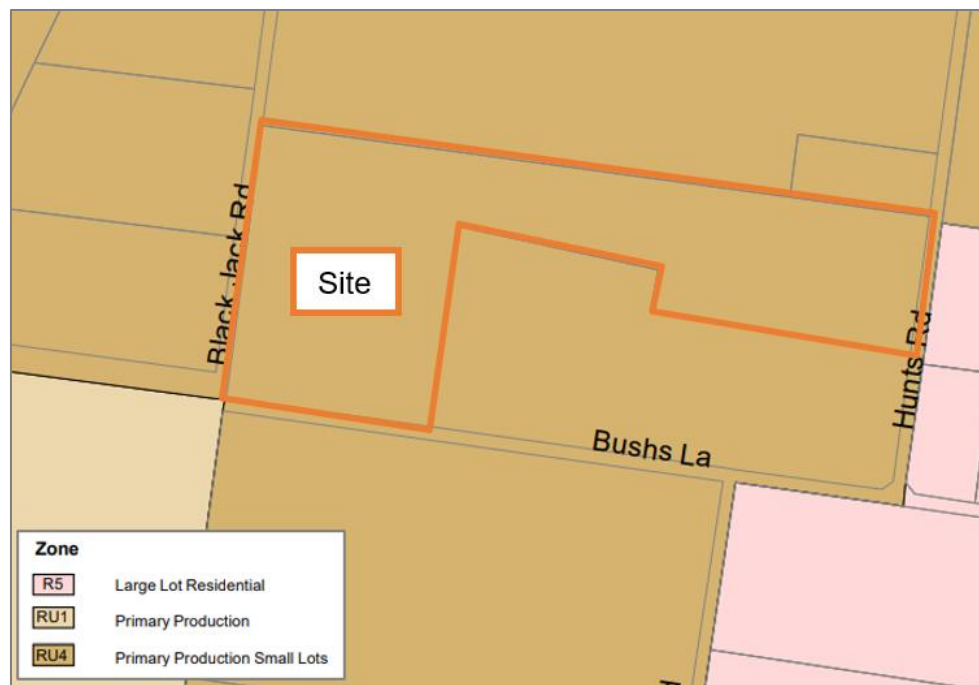 Black Jack Rd
Site
Hunts Rd
Bushs La
Zone
R5 Large Lot Residential
RU1 Primary Production
RU4 Primary Production Small Lots